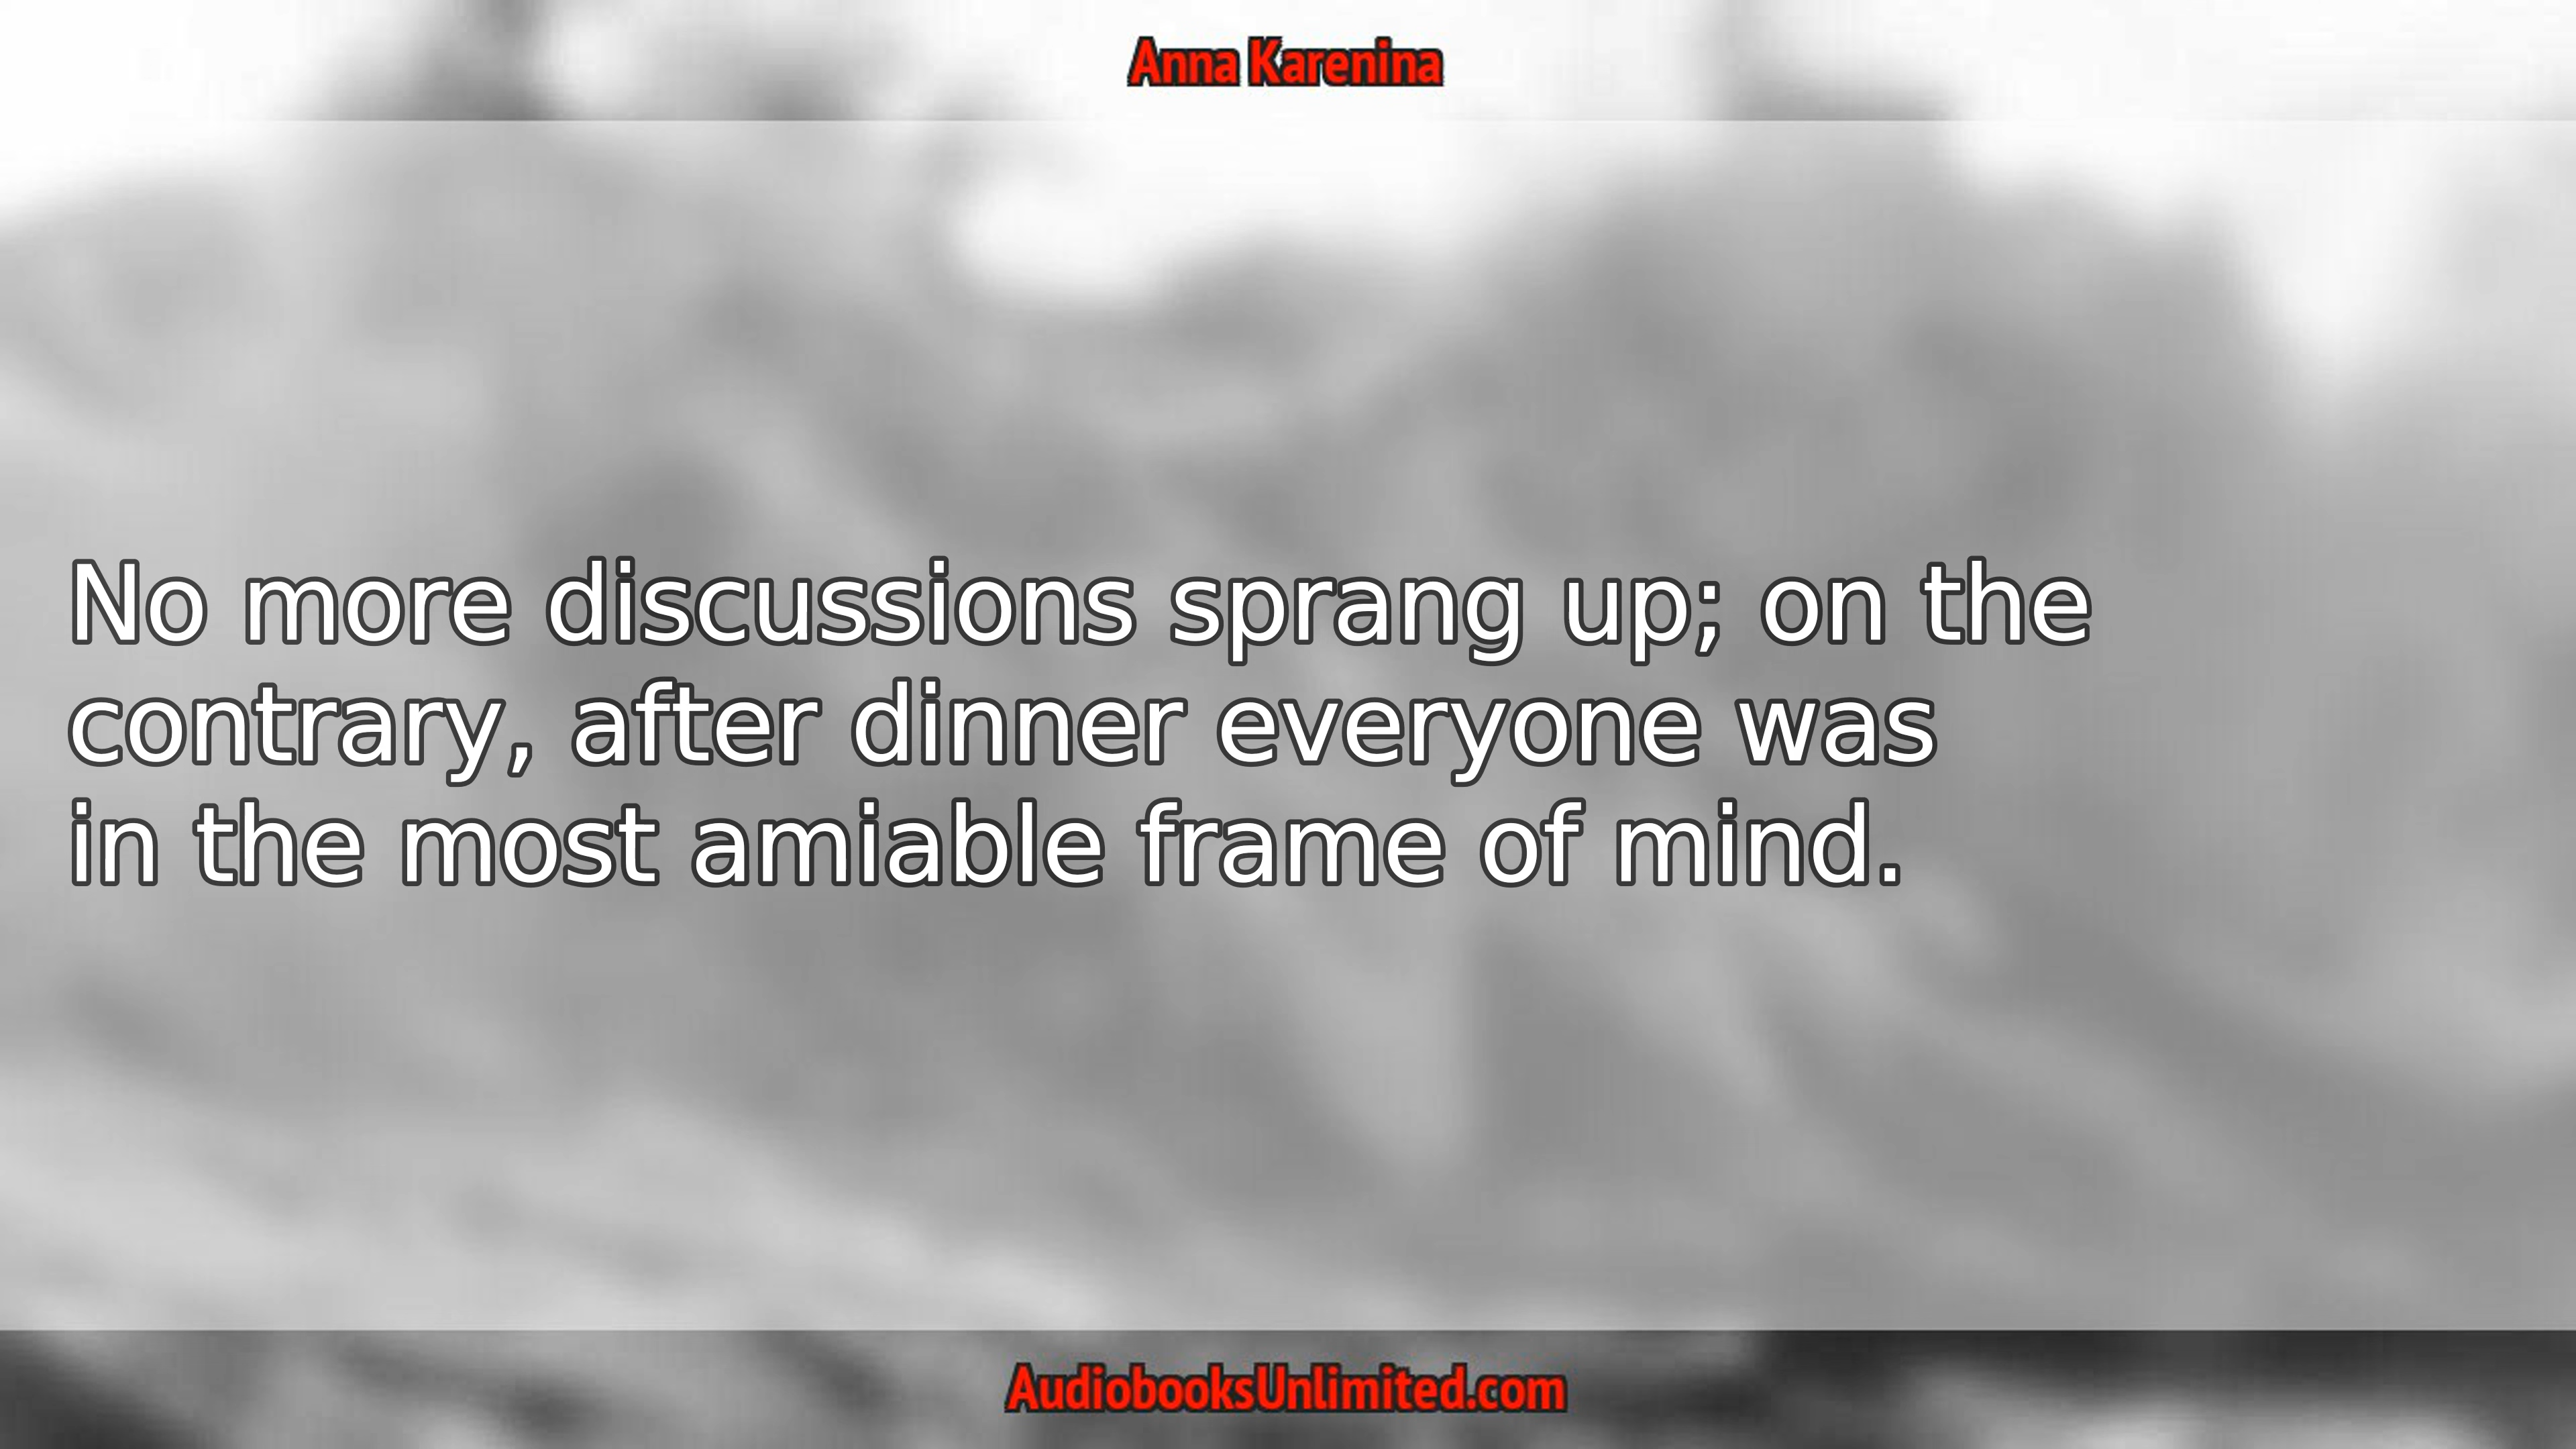 Anna Karenina
No more discussions sprang up; on the
contrary, after dinner everyone was
in the most amiable frame of mind.
AudiobooksUnlimited.com